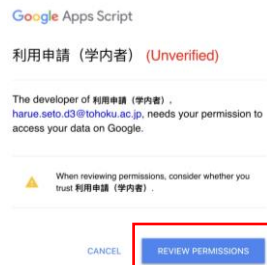 Google Apps Script
利用申請（学内者） (Unverified)
The developer of 利用申請（学内者）,
harue.seto.d3@tohoku.ac.jp, needs your permission to
access your data on Google.
When reviewing permissions, consider whether you
trust 利用申請（学内者）.
CANCEL
REVIEW PERMISSIONS